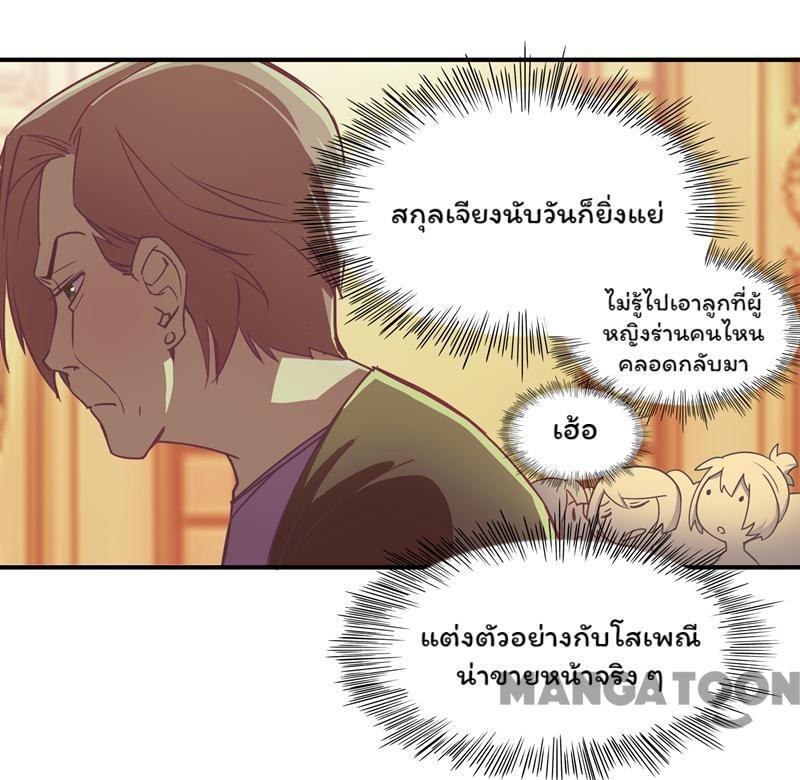 สกุลเจียงนับวันก็ยิ่งแย่
ไม่รู้ไปเอาลูกที่ผู้
หญิงร่านคนไหน
คลอดกลับมา
เฮ้อ
แต่งตัวอย่างกับโสเพณี
น่าขายหน้าจริง ๆ
MANGATOON